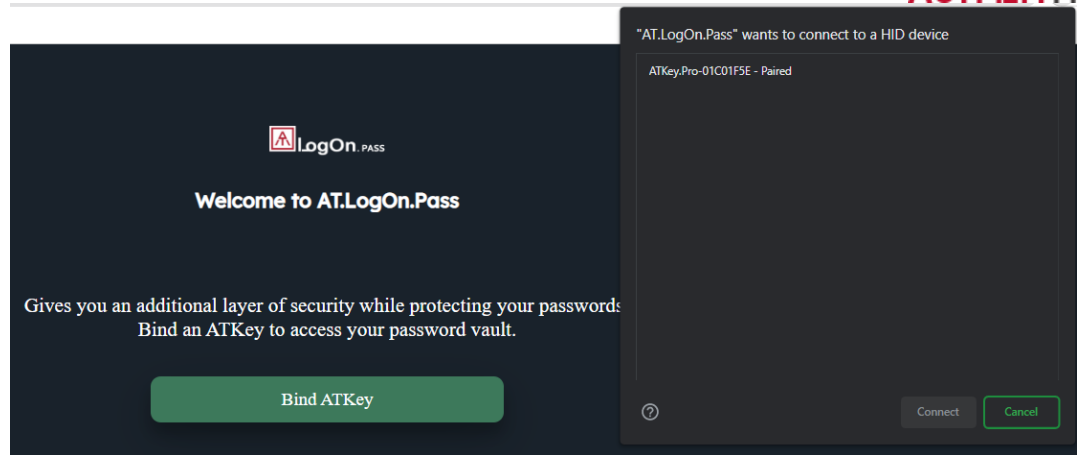 "AT.LogOn.Pass" wants to connect to a HID device
ATKey.Pro-01C01F5E - Paired
AT LogOn.PASS
Welcome to AT.LogOn.Pass
Gives you an additional layer of security while protecting your passwords
Bind an ATKey to access your password vault.
Bind ATKey
?
Connect
Cancel